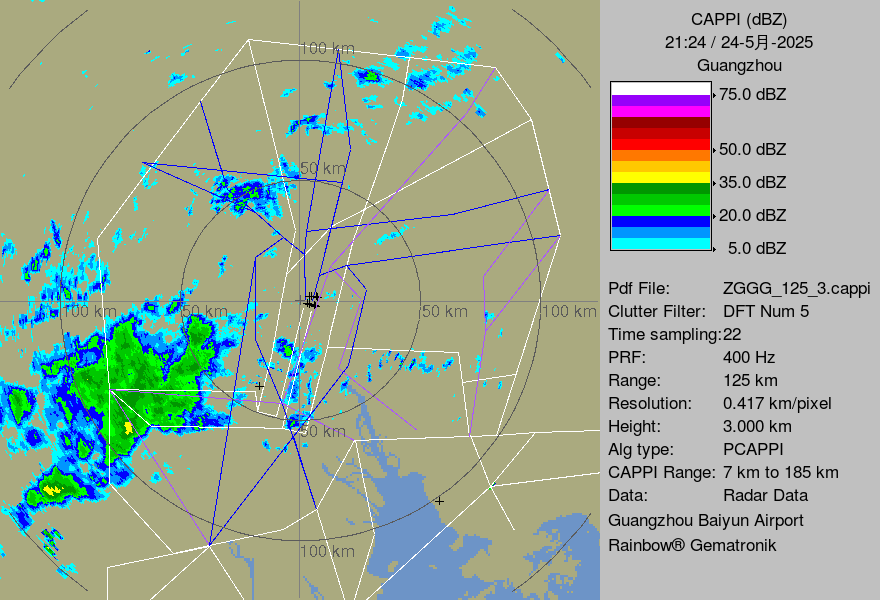 100 km
50 km
100 km
50 km
50 km
100 km
50 km
100 km
CAPPI (dBZ)
21:24 / 24-5月-2025
Guangzhou
75.0 dBZ
50.0 dBZ
35.0 dBZ
20.0 dBZ
5.0 dBZ
Pdf File: ZGGG_125_3.cappi
Clutter Filter: DFT Num 5
Time sampling:22
PRF: 400 Hz
Range: 125 km
Resolution: 0.417 km/pixel
Height: 3.000 km
Alg type: PCAPPI
CAPPI Range: 7 km to 185 km
Data: Radar Data
Guangzhou Baiyun Airport
Rainbow® Gematronik